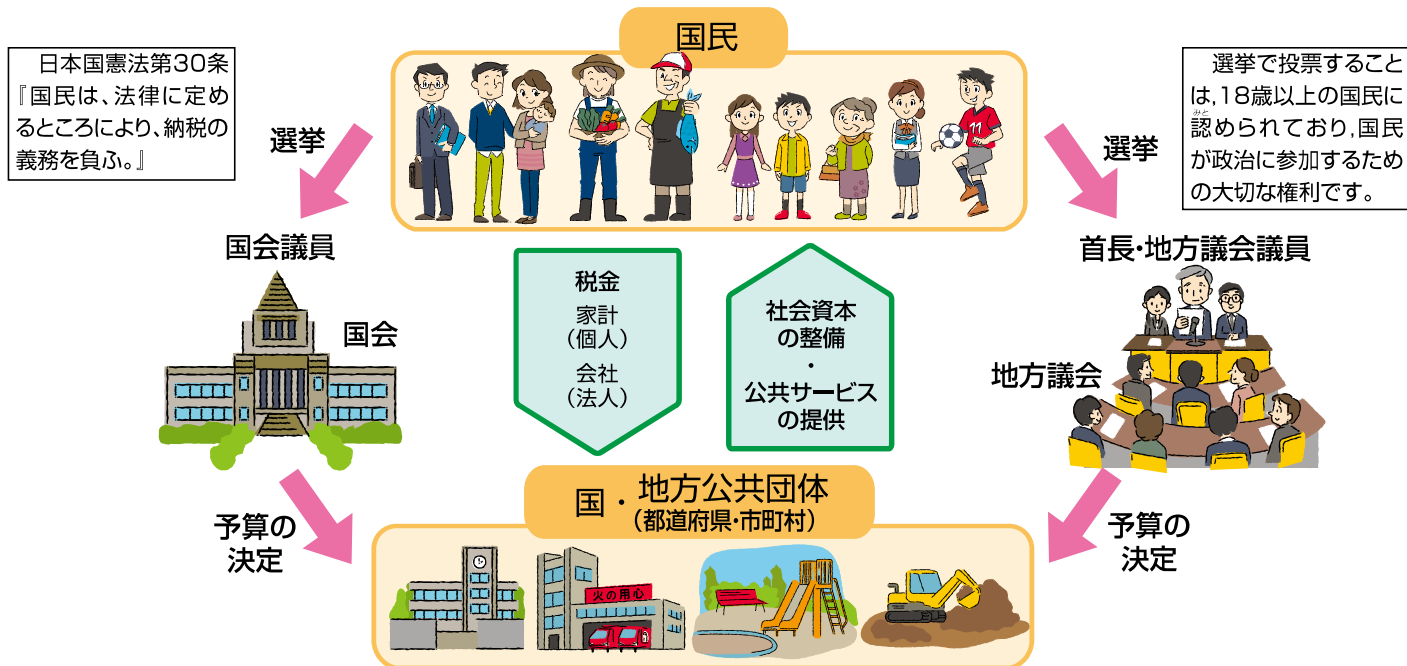 国民
日本国憲法第30条
『国民は、法律に定め
るところにより、納税の
義務を負ふ。』
選挙
11
選挙
選挙で投票すること
は,18歳以上の国民に
認められており,国民
が政治に参加するため
の大切な権利です。
みと
国会議員
国会
税金
家計
(個人)
会社
(法人)
社会資本
の整備
・
公共サービス
の提供
首長・地方議会議員
地方議会
予算の
決定
国・地方公共団体
(都道府県・市町村)
火の用心
予算の
決定